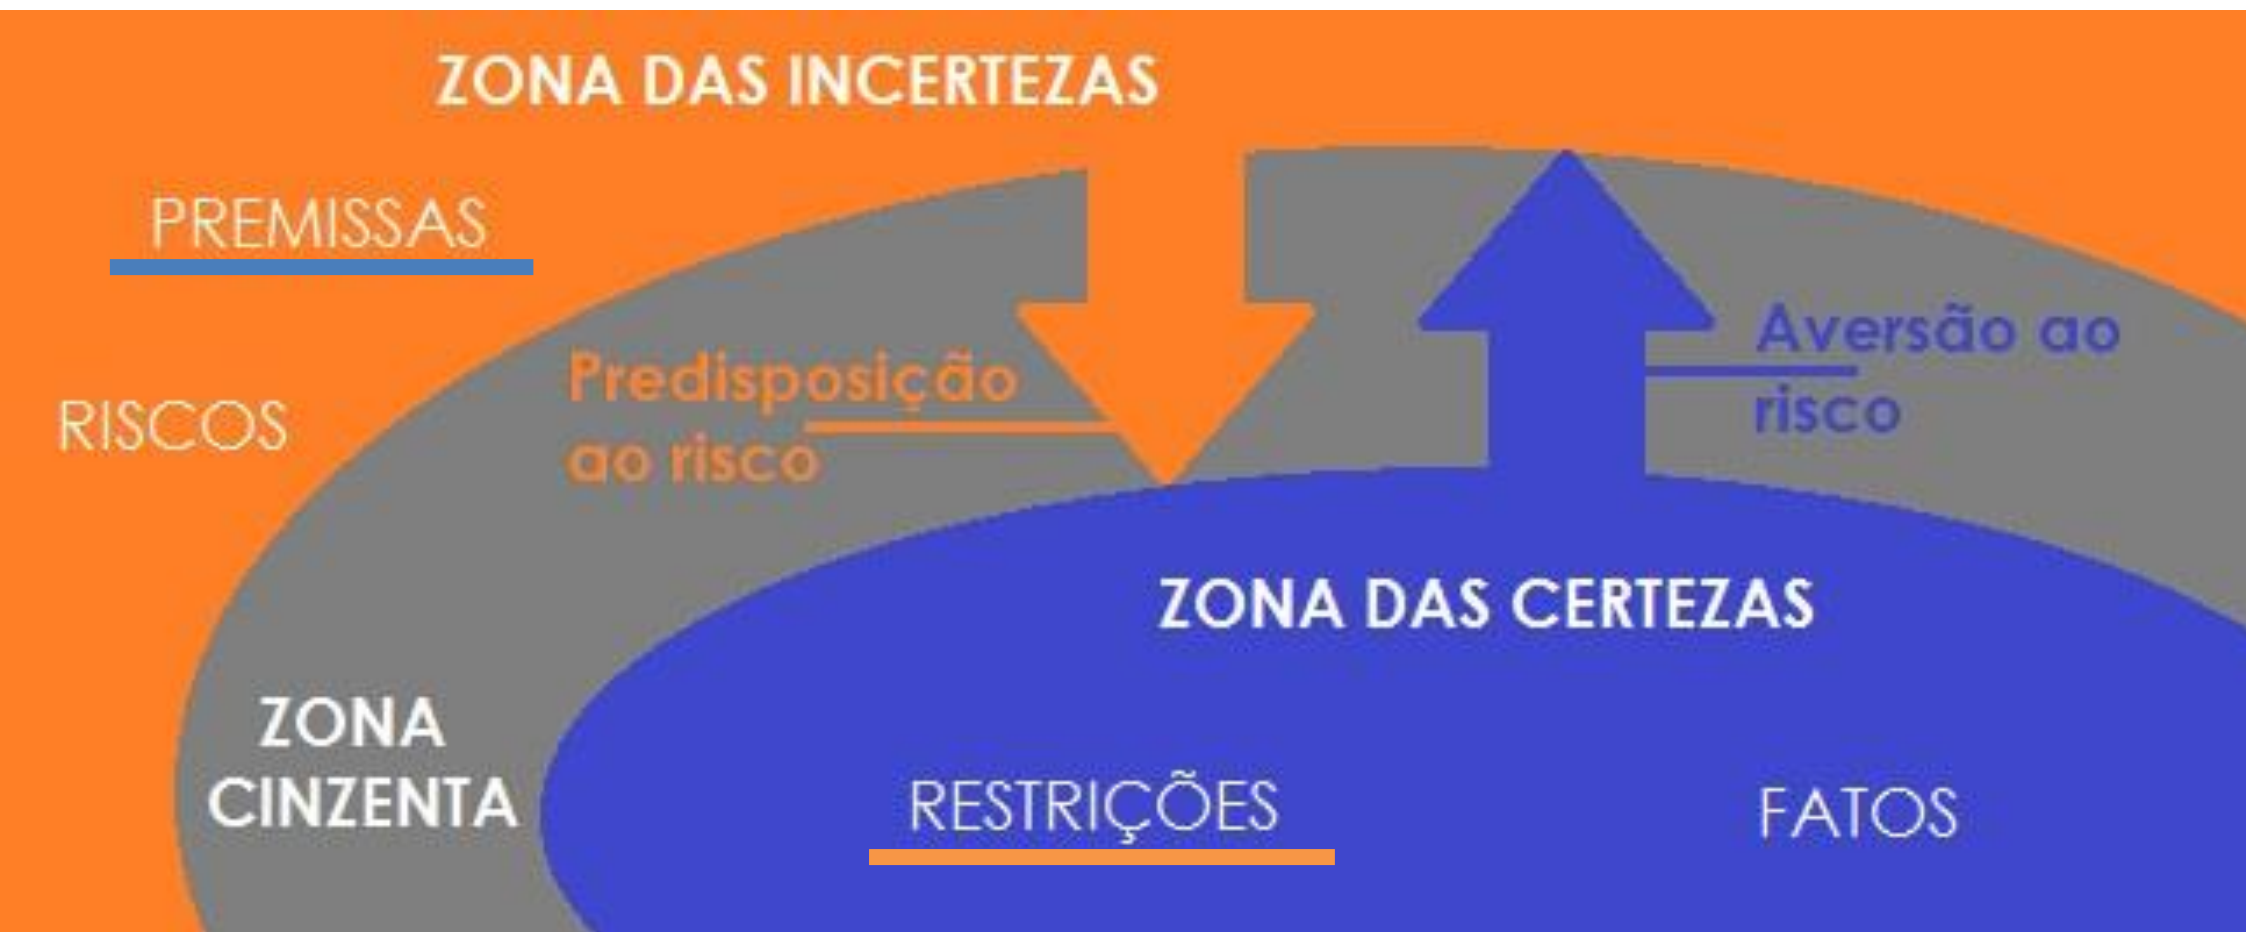 ZONA DAS INCERTEZAS
PREMISSAS
RISCOS
Predisposição
ao risco
Aversão ao
risco
ZONA DAS CERTEZAS
ZONA
CINZENTA
RESTRIÇÕES
FATOS